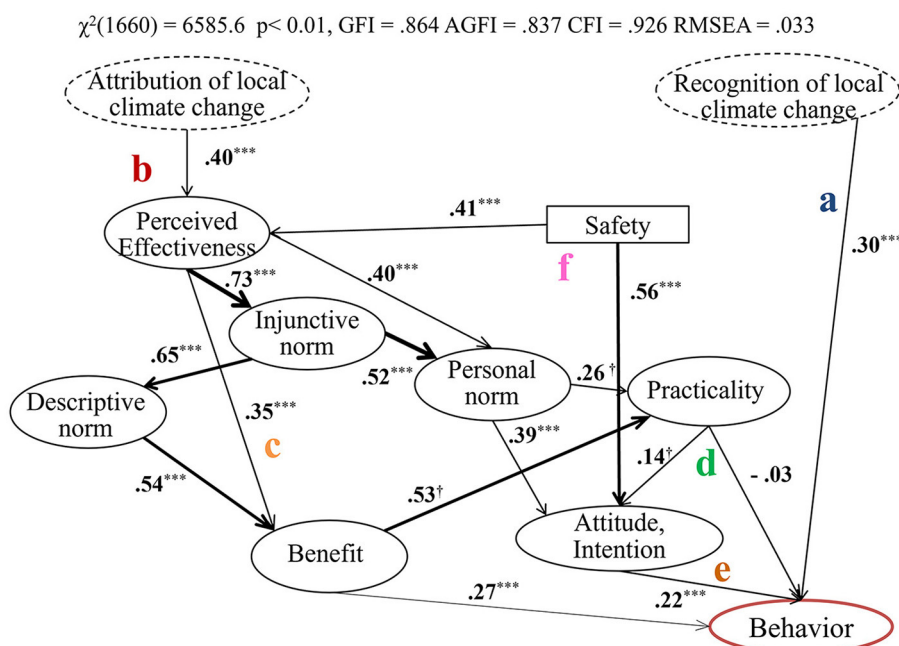 χ²(1660) = 6585.6 p< 0.01, GFI = .864 AGFI = .837 CFI = .926 RMSEA = .033
Attribution of local
climate change
Recognition of local
climate change
.40***
b
a
Perceived
Effectiveness
.41***
Safety
.30***
f
.73***
.40***
.56***
Injunctive
norm
.65***
.52***
Personal
norm
.26†
Practicality
Descriptive
norm
.35***
c
.39***
.14†
d
- .03
.54***
.53†
Attitude,
Intention
Benefit
e
.27***
.22***
Behavior